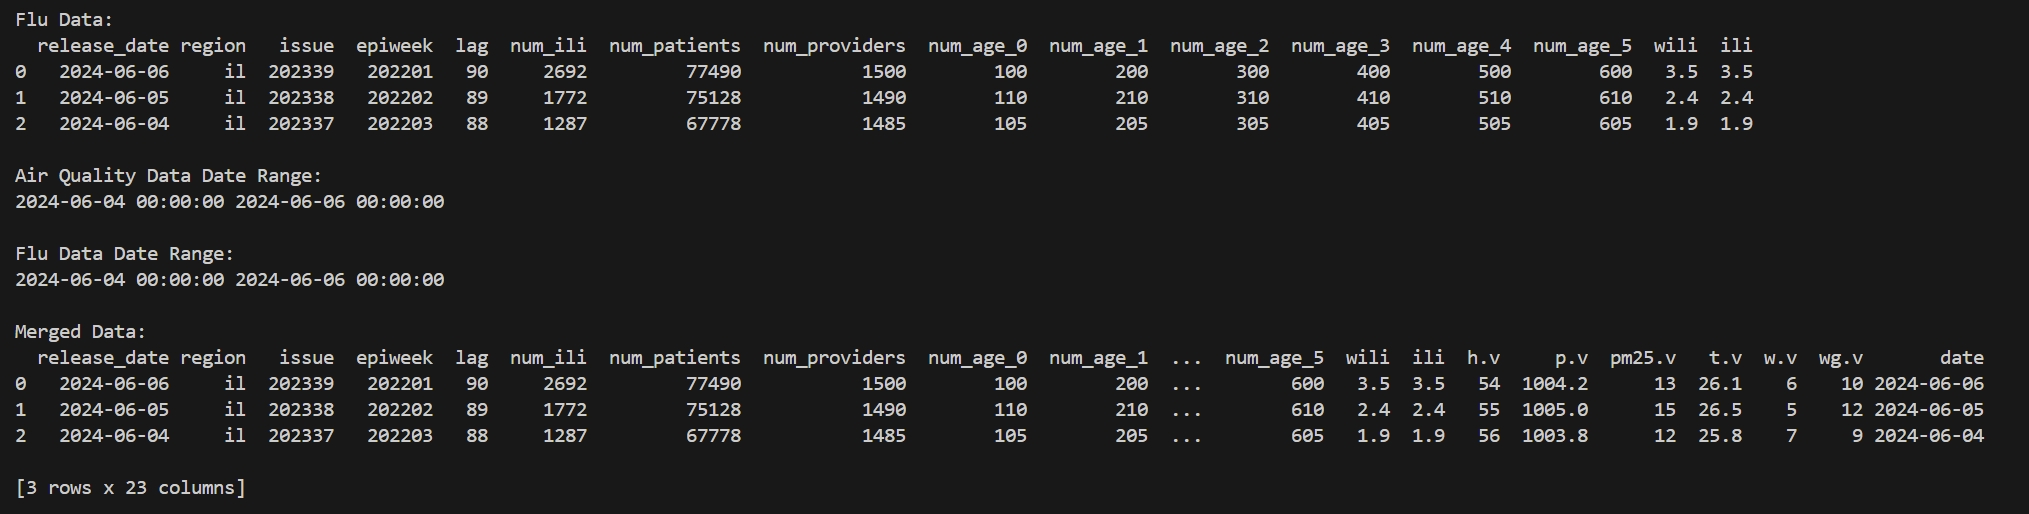 Flu Data:
  release_date region   issue  epiweek  lag  num_ili  num_patients  num_providers  num_age_0  num_age_1  num_age_2  num_age_3  num_age_4  num_age_5  wili  ili
0   2024-06-06     il  202339   202201   90     2692         77490           1500        100        200        300        400        500        600   3.5  3.5
1   2024-06-05     il  202338   202202   89     1772         75128           1490        110        210        310        410        510        610   2.4  2.4
2   2024-06-04     il  202337   202203   88     1287         67778           1485        105        205        305        405        505        605   1.9  1.9
Air Quality Data Date Range:
2024-06-04 00:00:00 2024-06-06 00:00:00
Flu Data Date Range:
2024-06-04 00:00:00 2024-06-06 00:00:00
Merged Data:
  release_date region   issue  epiweek  lag  num_ili  num_patients  num_providers  num_age_0  num_age_1  ...  num_age_5  wili  ili  h.v     p.v  pm25.v   t.v  w.v  wg.v       date
0   2024-06-06     il  202339   202201   90     2692         77490           1500        100        200  ...        600   3.5  3.5   54  1004.2      13  26.1    6    10 2024-06-06
1   2024-06-05     il  202338   202202   89     1772         75128           1490        110        210  ...        610   2.4  2.4   55  1005.0      15  26.5    5    12 2024-06-05
2   2024-06-04     il  202337   202203   88     1287         67778           1485        105        205  ...        605   1.9  1.9   56  1003.8      12  25.8    7     9 2024-06-04
[3 rows x 23 columns]